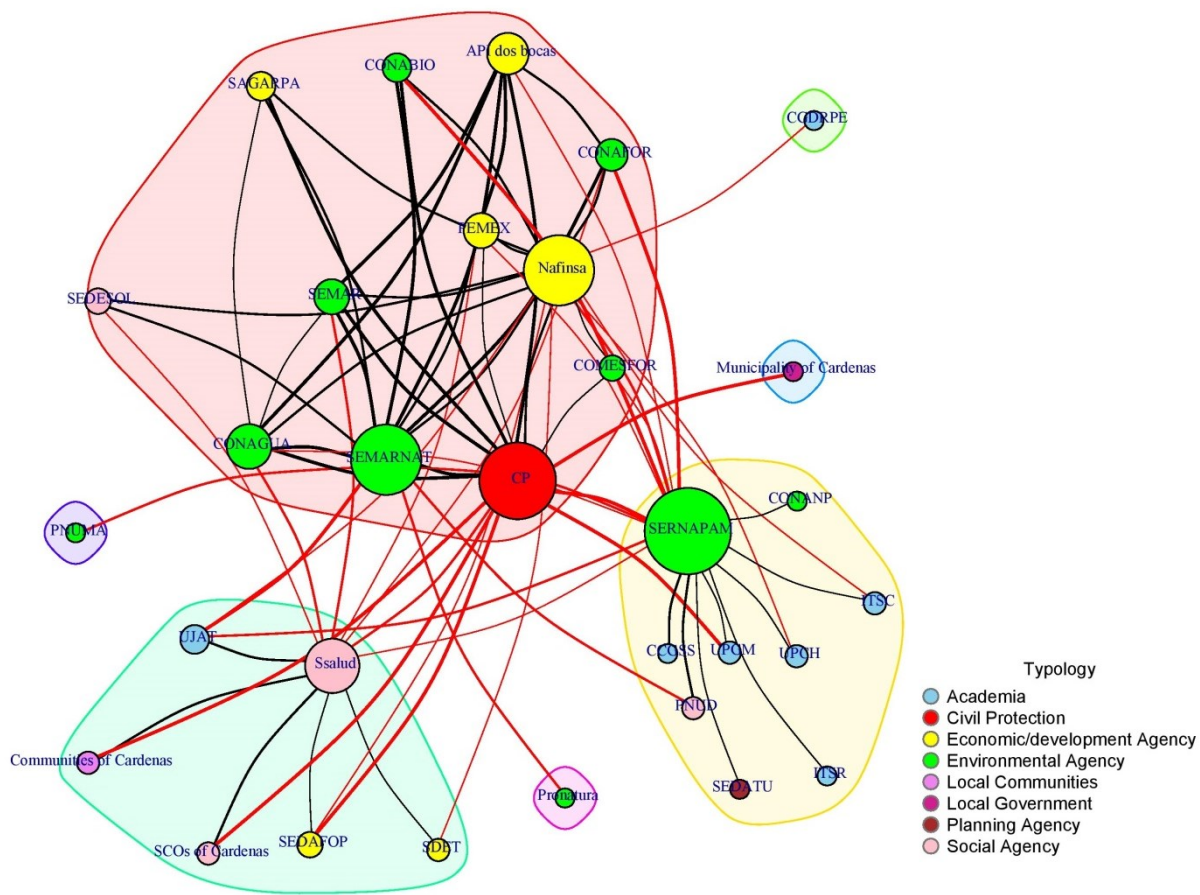 API dos bocas
CONABIO
SAGARPA
CGDRPE
CONAFOR
PEMEX
Nafinsa
SEMAR
SEDESOL
COMESFOR
Municipality of Cardenas
CONAGUA
SEMARNAT
CP
CONANP
SERNAPAM
PNUMA
ITSC
UJAT
Ssalud
CCGSS
UPGM
UPCH
Typology
Academia
PNUD
Civil Protection
Economic/development Agency
Communities of Cardenas
Environmental Agency
ITSR
Local Communities
SEDATU
Pronatura
Local Government
Planning Agency
SCOs of Cardenas
SEDAFOP
SDET
Social Agency